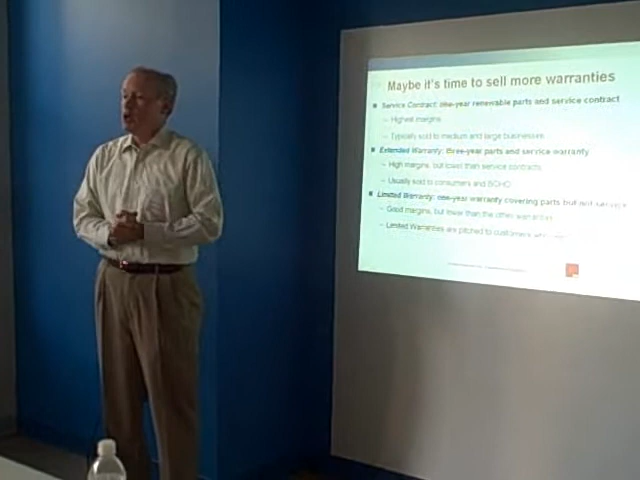 Maybe it's time to sell more warranties
Service Contract: one-year renewable parts and service contract
– Highest margins
– Typically sold to medium and large businesses
Extended Warranty: three-year parts and service warranty
– High margins, but lower than service contracts
– Usually sold to consumers and SOHO
Limited Warranty: one-year warranty covering parts but not service
– Good margins, but lower than the other warranties
– Limited Warranties are pitched to customers